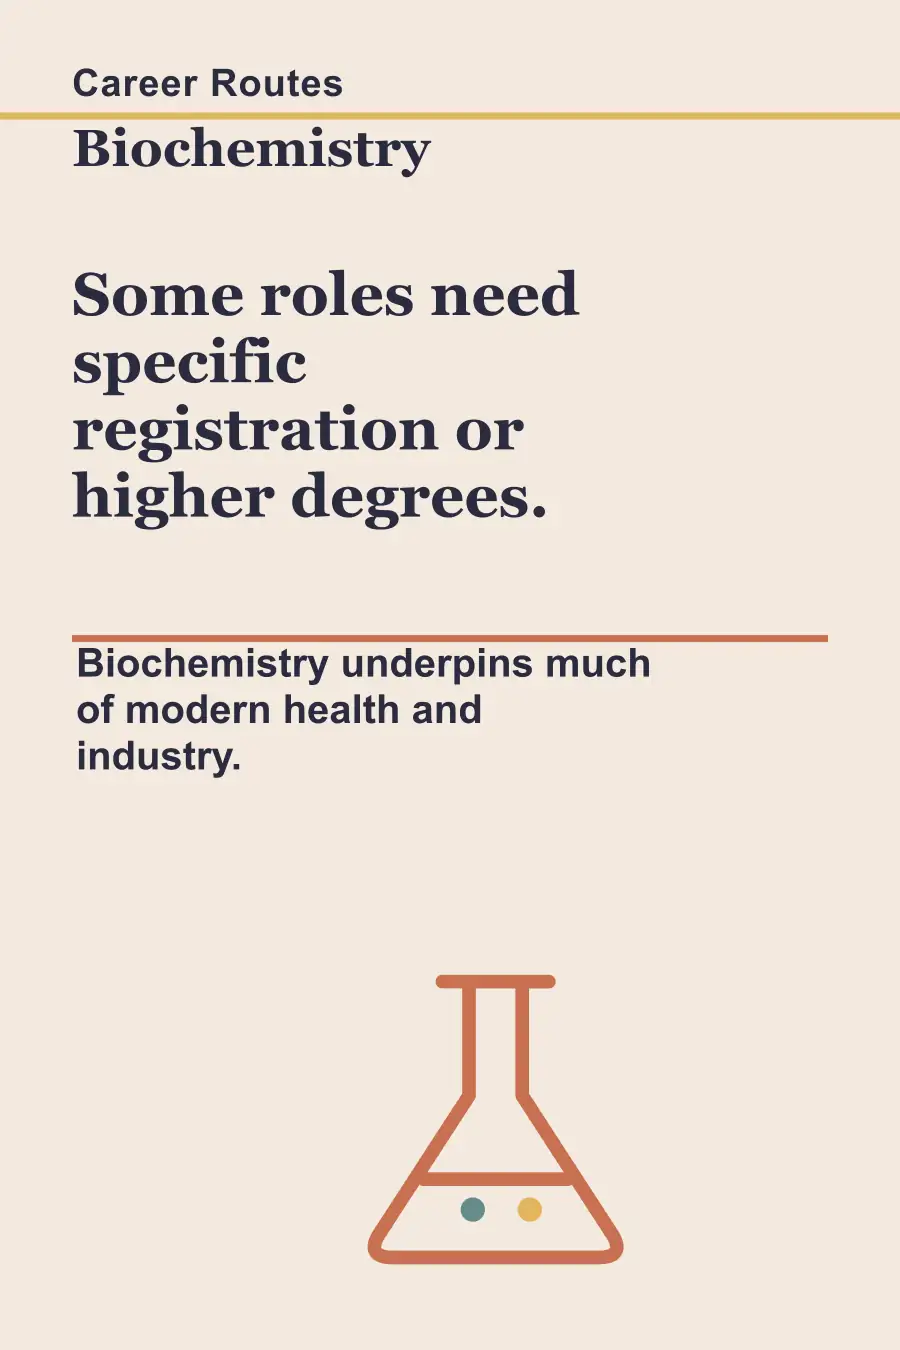 Career Routes
Biochemistry
Some roles need
specific
registration or
higher degrees.
Biochemistry underpins much
of modern health and
industry.